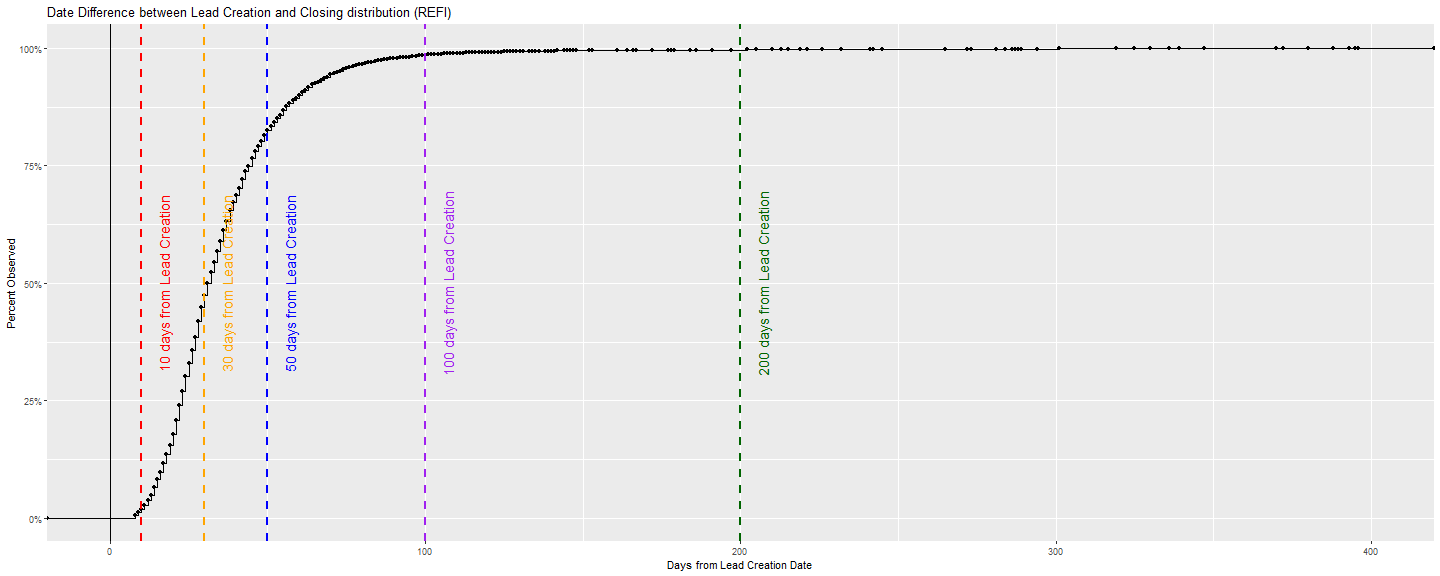 Date Difference between Lead Creation and Closing distribution (REFI)
100%
75%
50%
25%
0%
Percent Observed
10 days from Lead Creation
30 days from Lead Creation
50 days from Lead Creation
100 days from Lead Creation
200 days from Lead Creation
0
100
200
300
400
Days from Lead Creation Date